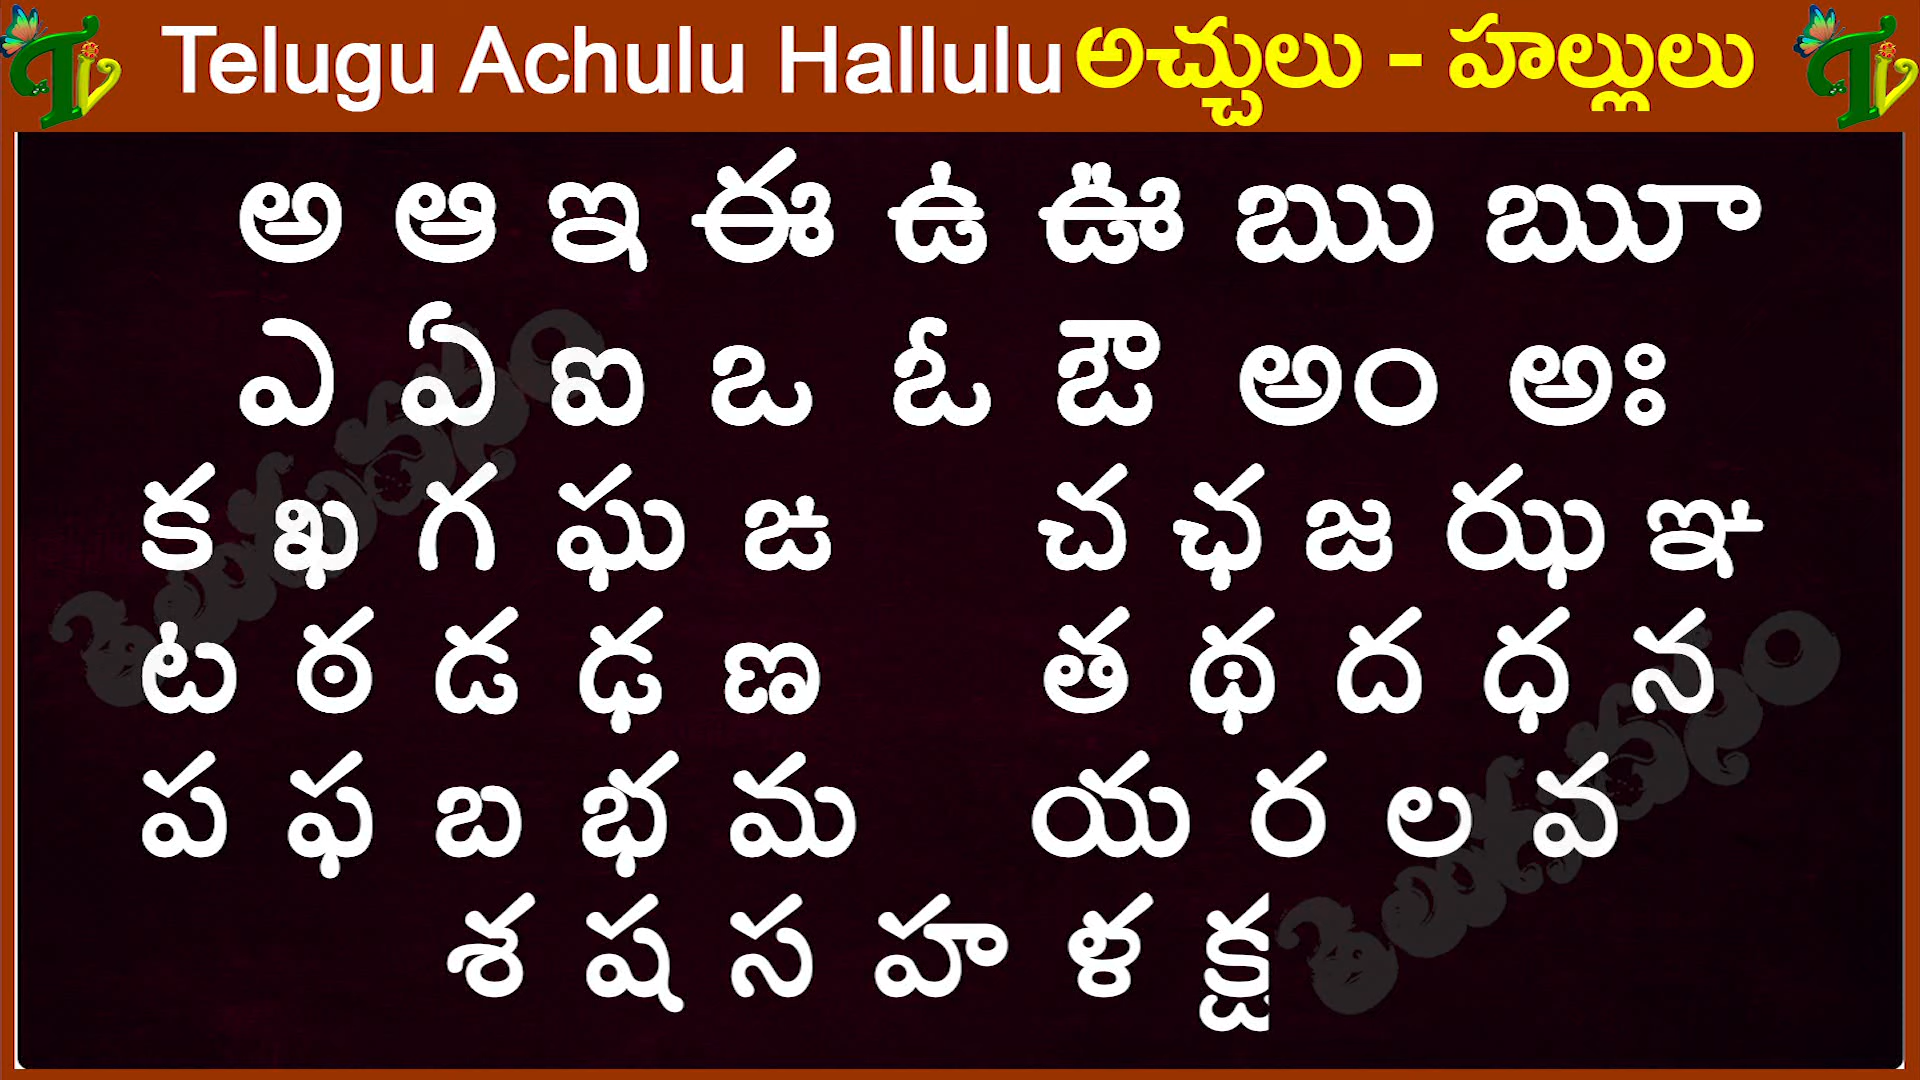 Telugu Achulu Hallulu అచ్చులు - హల్లులు
అ ఆ ఇ ఈ ఉ ఊ ఋ ౠ
ఎ ఏ ఐ ఒ ఓ ఔ అం అః
క ఖ గ ఘ ఙ చ ఛ జ ఝ ఞ
ట ఠ డ ఢ ణ త థ ద ధ న
ప ఫ బ భ మ య ర ల వ
శ ష స హ ళ క్ష